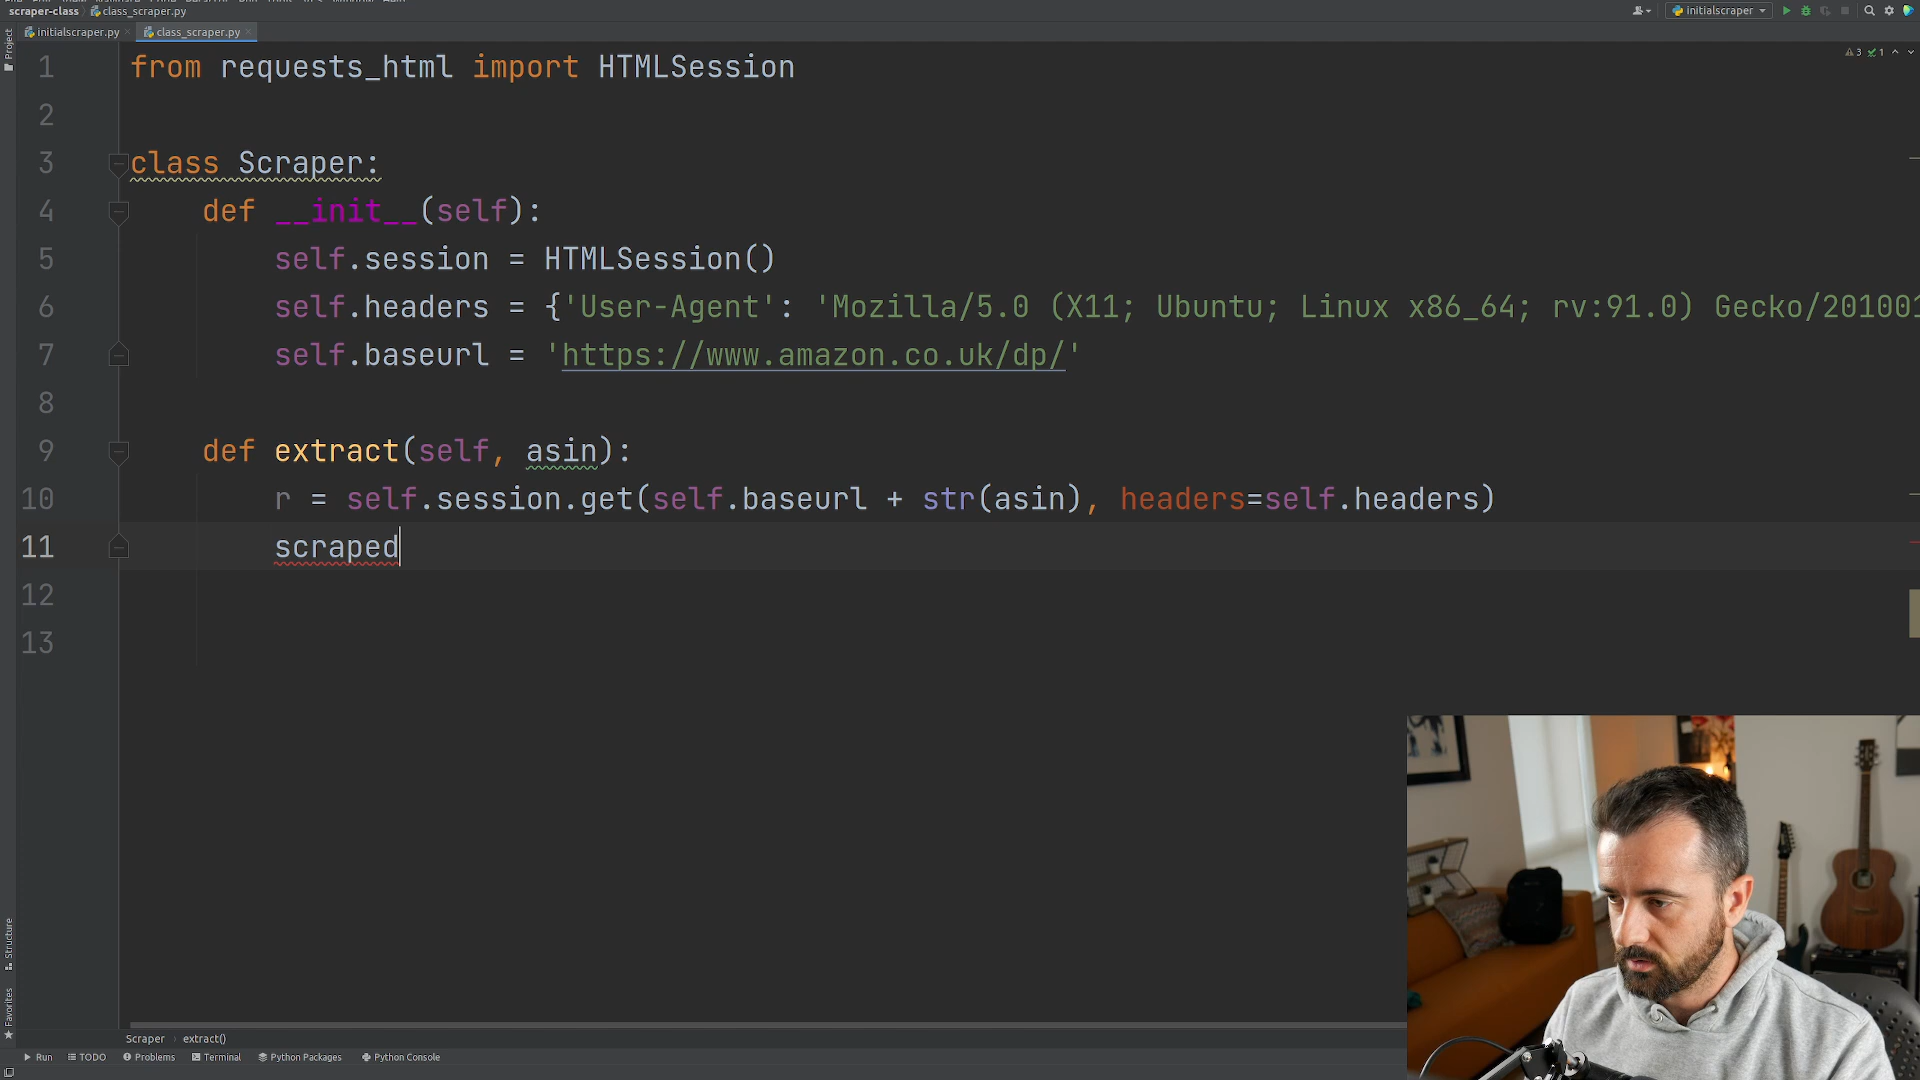 scraper-class class_scraper.py
initialscraper
initialscraper.py class_scraper.py
Project
3 1
1 from requests_html import HTMLSession
2
3 class Scraper:
4 def __init__(self):
5 self.session = HTMLSession()
6 self.headers = {'User-Agent': 'Mozilla/5.0 (X11; Ubuntu; Linux x86_64; rv:91.0) Gecko/201001
7 self.baseurl = 'https://www.amazon.co.uk/dp/'
8
9 def extract(self, asin):
10 r = self.session.get(self.baseurl + str(asin), headers=self.headers)
11 scraped
12
13
Structure
Favorites
Scraper extract()
Run TODO Problems Terminal Python Packages Python Console